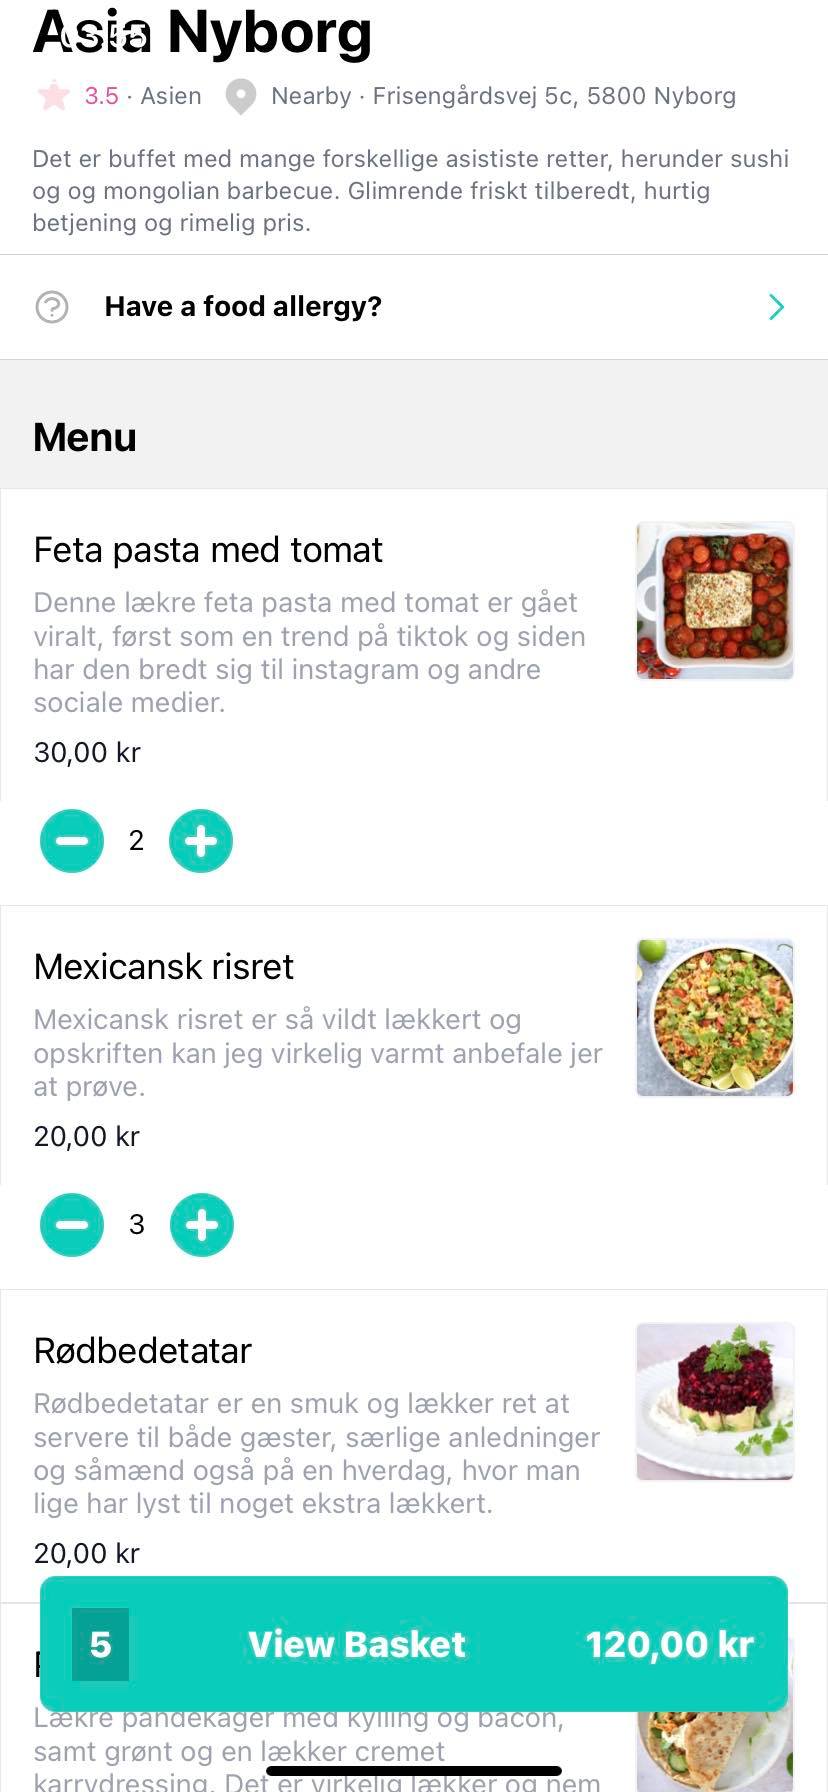 Asia Nyborg
3.5 · Asien Nearby · Frisengårdsvej 5c, 5800 Nyborg
Det er buffet med mange forskellige asististe retter, herunder sushi
og og mongolian barbecue. Glimrende friskt tilberedt, hurtig
betjening og rimelig pris.
Have a food allergy?
Menu
Feta pasta med tomat
Denne lækre feta pasta med tomat er gået
viralt, først som en trend på tiktok og siden
har den bredt sig til instagram og andre
sociale medier.
30,00 kr
2
Mexicansk risret
Mexicansk risret er så vildt lækkert og
opskriften kan jeg virkelig varmt anbefale jer
at prøve.
20,00 kr
3
Rødbedetatar
Rødbedetatar er en smuk og lækker ret at
servere til både gæster, særlige anledninger
og såmænd også på en hverdag, hvor man
lige har lyst til noget ekstra lækkert.
20,00 kr
5 View Basket 120,00 kr
Lækre pandekager med kylling og bacon,
samt grønt og en lækker cremet
karrydressing. Det er virkelig lækker og nem